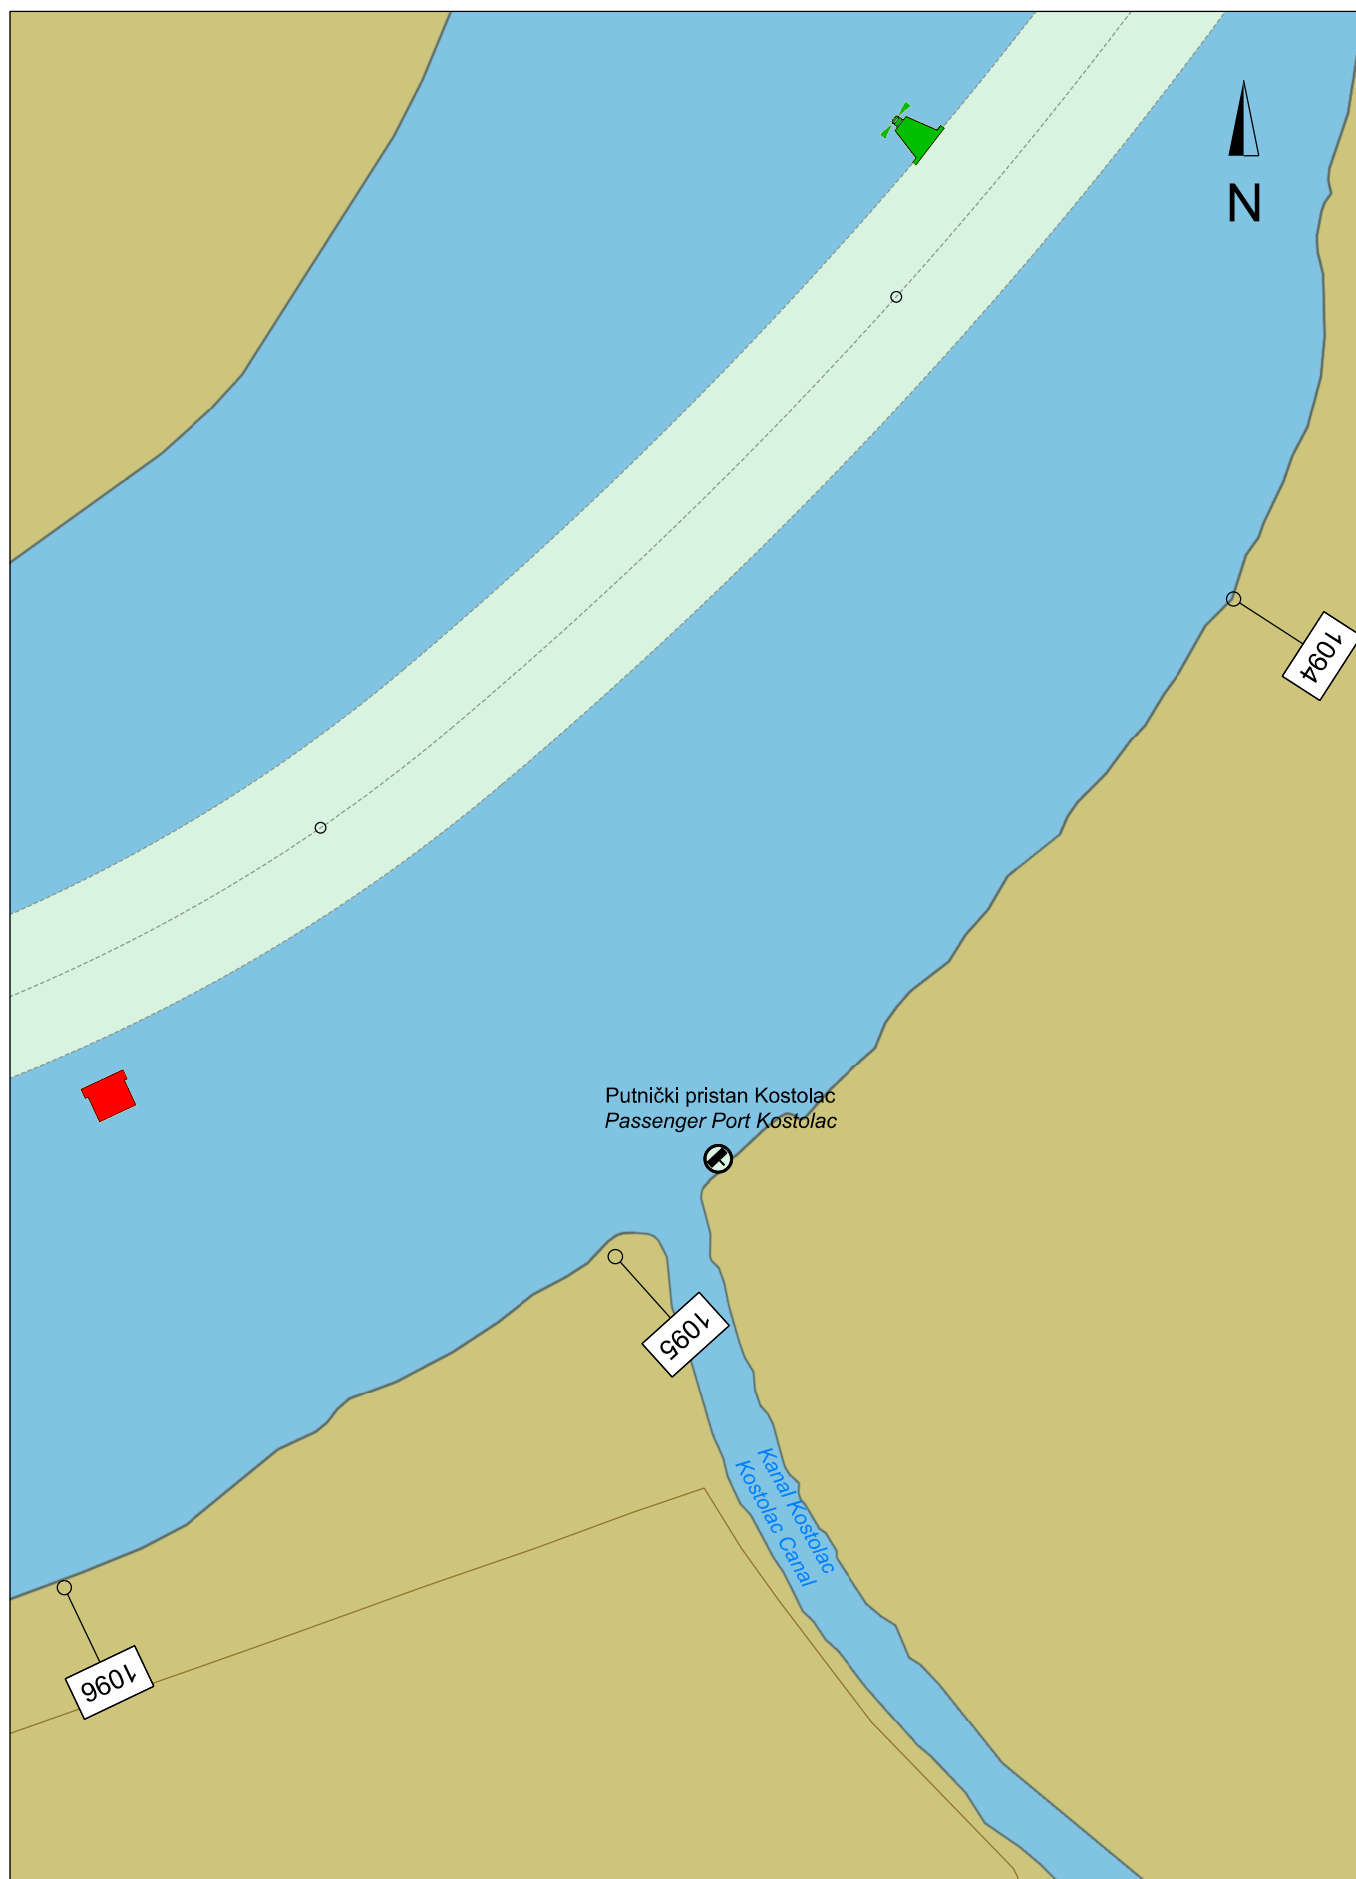 N
1094
Putnički pristan Kostolac
Passenger Port Kostolac
1095
Kanal Kostolac
Kostolac Canal
1096